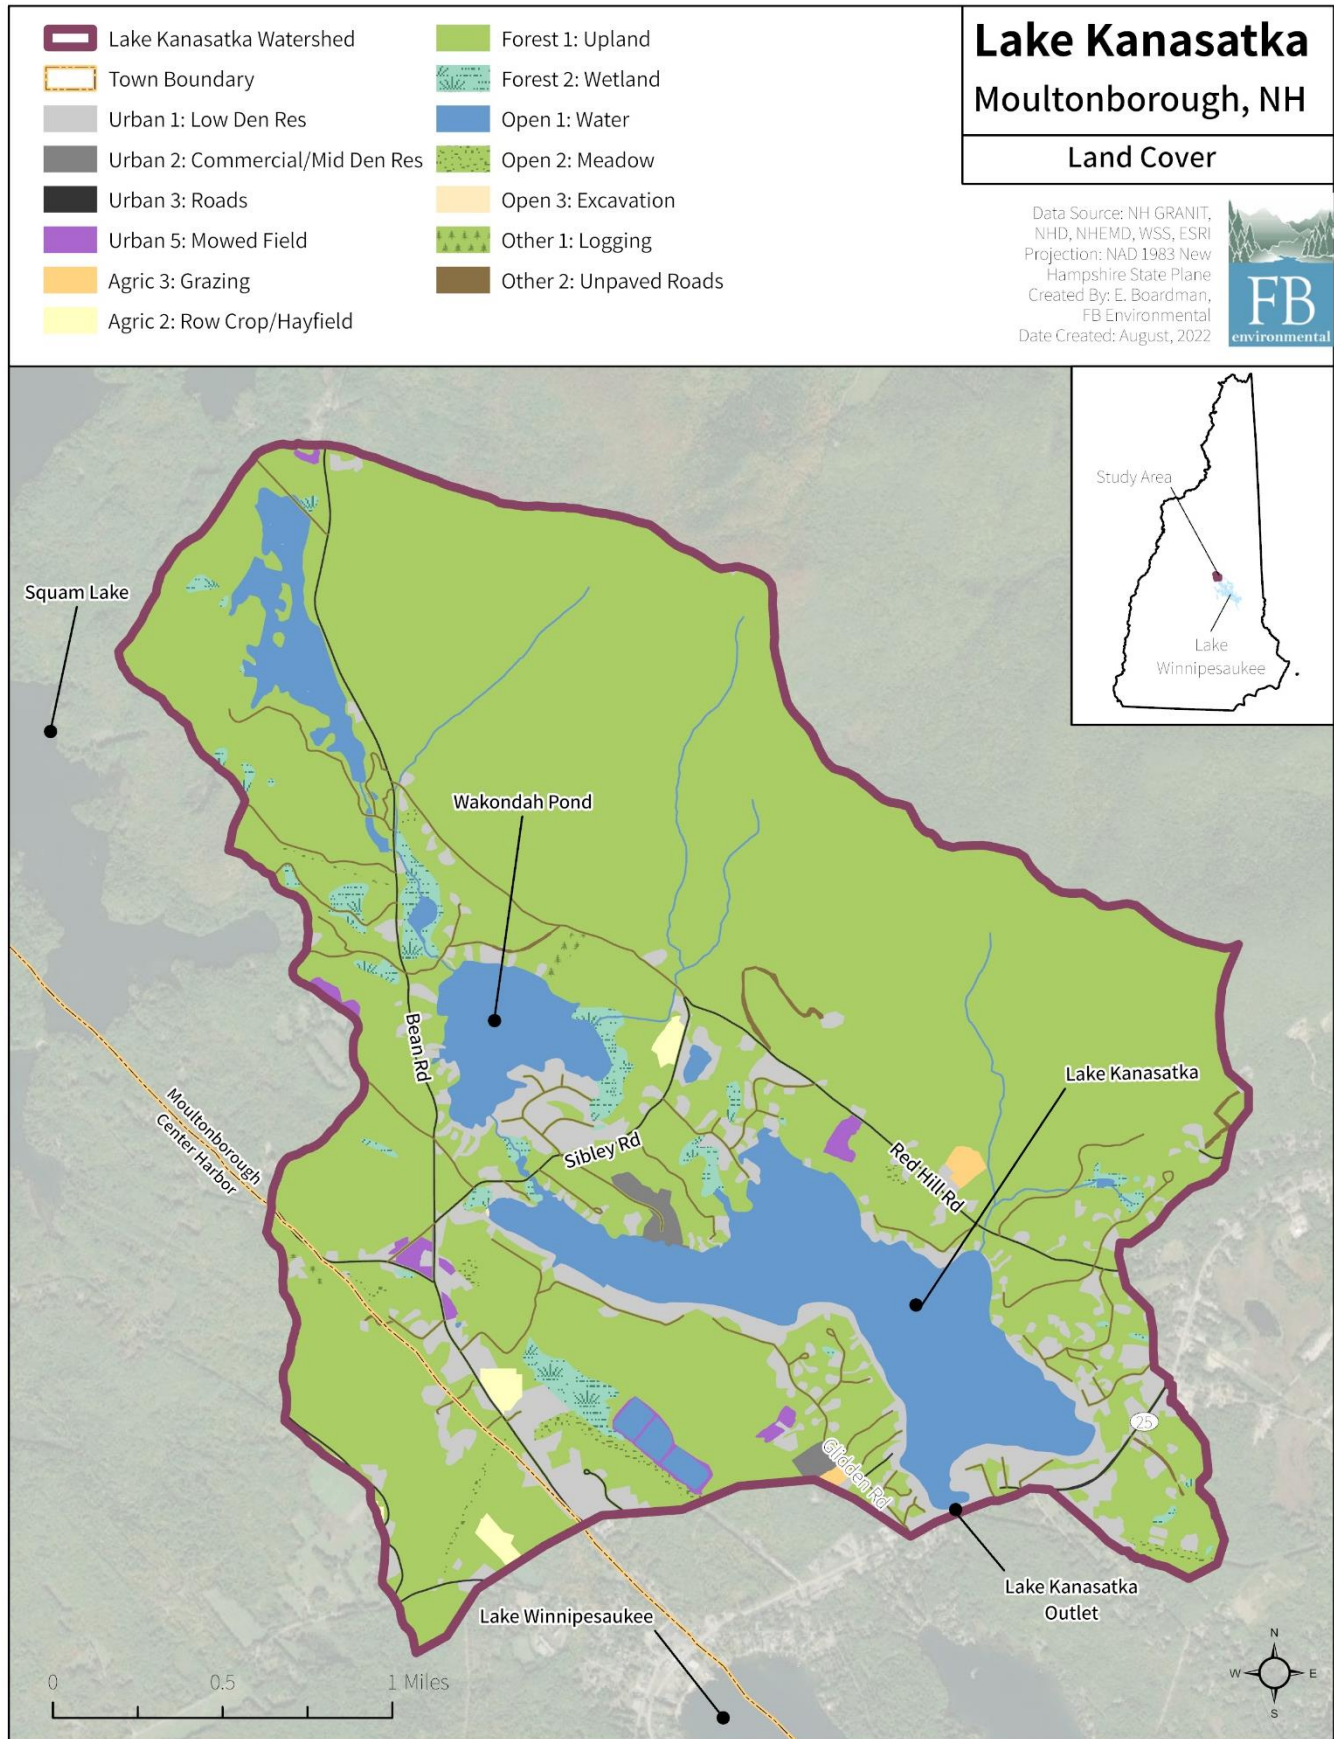 Lake Kanasatka Watershed
Town Boundary
Urban 1: Low Den Res
Urban 2: Commercial/Mid Den Res
Urban 3: Roads
Urban 5: Mowed Field
Agric 3: Grazing
Agric 2: Row Crop/Hayfield
Forest 1: Upland
Forest 2: Wetland
Open 1: Water
Open 2: Meadow
Open 3: Excavation
Other 1: Logging
Other 2: Unpaved Roads
Lake Kanasatka
Moultonborough, NH
Land Cover
Data Source: NH GRANIT,
NHD, NHEMD, WSS, ESRI
Projection: NAD 1983 New
Hampshire State Plane
Created By: E. Boardman,
FB Environmental
Date Created: August, 2022
FB
environmental
Study Area
Lake
Winnipesaukee
Squam Lake
Wakondah Pond
Bean Rd
Lake Kanasatka
Moultonborough
Center Harbor
Sibley Rd
Red Hill Rd
25
Glidden Rd
Lake Kanasatka
Outlet
Lake Winnipesaukee
0 0.5 1 Miles
N
W E
S